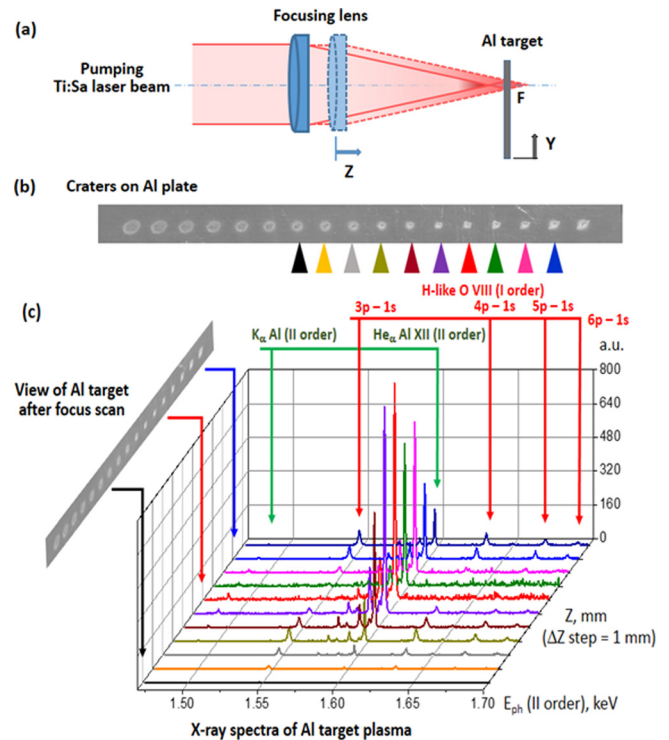 (a)
Focusing lens
Al target
Pumping
Ti:Sa laser beam
F
Z
Y
(b) Craters on Al plate
H-like O VIII (I order)
3p – 1s 4p – 1s 5p – 1s 6p – 1s
(c)
Kα Al (II order) Heα Al XII (II order)
a.u.
View of Al target
after focus scan
800
640
480
320
160
0
Z, mm
(ΔZ step = 1 mm)
1.50 1.55 1.60 1.65 1.70
Eph (II order), keV
X-ray spectra of Al target plasma